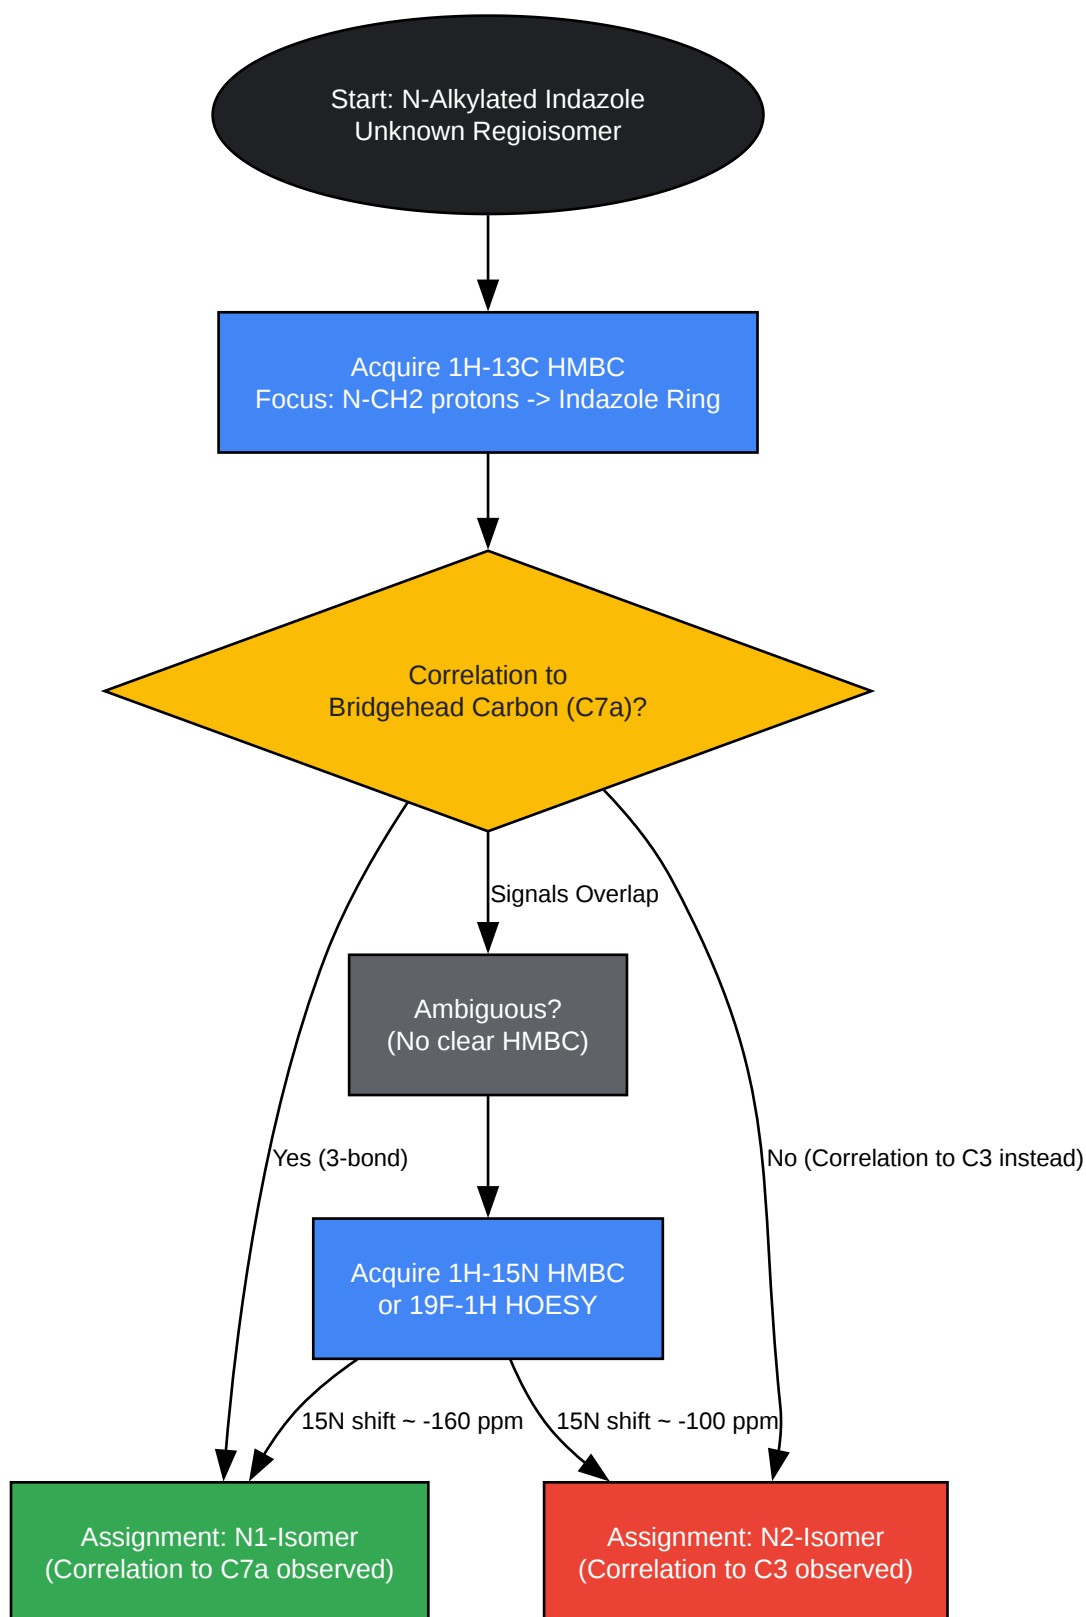 Start: N-Alkylated Indazole
Unknown Regioisomer
Acquire 1H-13C HMBC
Focus: N-CH2 protons -> Indazole Ring
Correlation to
Bridgehead Carbon (C7a)?
Signals Overlap
Ambiguous?
(No clear HMBC)
Yes (3-bond)
No (Correlation to C3 instead)
Acquire 1H-15N HMBC
or 19F-1H HOESY
15N shift ~ -160 ppm
15N shift ~ -100 ppm
Assignment: N1-Isomer
(Correlation to C7a observed)
Assignment: N2-Isomer
(Correlation to C3 observed)